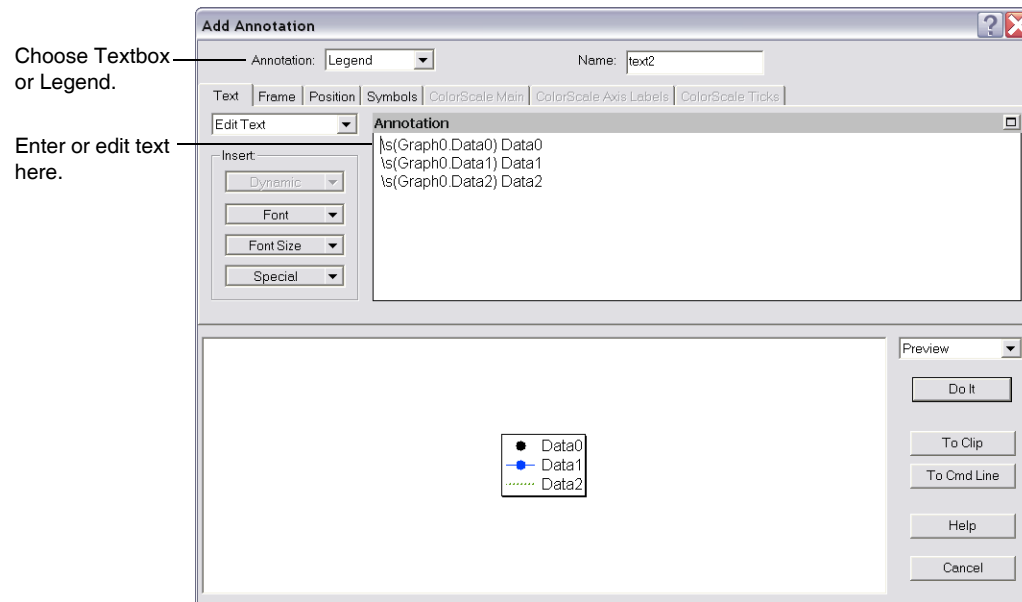 Add Annotation
Choose Textbox
or Legend.
Annotation: Legend
Name: text2
Text Frame Position Symbols ColorScale Main ColorScale Axis Labels ColorScale Ticks
Edit Text
Annotation
Enter or edit text
here.
\s(Graph0.Data0) Data0
\s(Graph0.Data1) Data1
\s(Graph0.Data2) Data2
Insert:
Dynamic
Font
Font Size
Special
Preview
Do It
Data0
Data1
Data2
To Clip
To Cmd Line
Help
Cancel